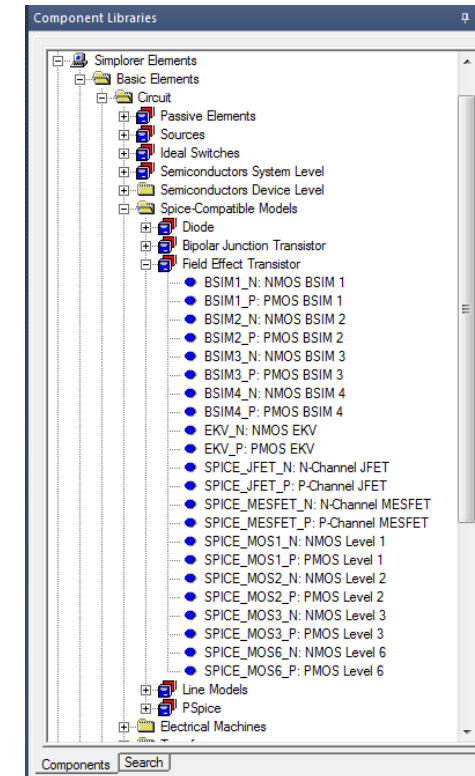 Component Libraries
Simplorer Elements
Basic Elements
Circuit
Passive Elements
Sources
Ideal Switches
Semiconductors System Level
Semiconductors Device Level
Spice-Compatible Models
Diode
Bipolar Junction Transistor
Field Effect Transistor
BSIM1_N: NMOS BSIM 1
BSIM1_P: PMOS BSIM 1
BSIM2_N: NMOS BSIM 2
BSIM2_P: PMOS BSIM 2
BSIM3_N: NMOS BSIM 3
BSIM3_P: PMOS BSIM 3
BSIM4_N: NMOS BSIM 4
BSIM4_P: PMOS BSIM 4
EKV_N: NMOS EKV
EKV_P: PMOS EKV
SPICE_JFET_N: N-Channel JFET
SPICE_JFET_P: P-Channel JFET
SPICE_MESFET_N: N-Channel MESFET
SPICE_MESFET_P: P-Channel MESFET
SPICE_MOS1_N: NMOS Level 1
SPICE_MOS1_P: PMOS Level 1
SPICE_MOS2_N: NMOS Level 2
SPICE_MOS2_P: PMOS Level 2
SPICE_MOS3_N: NMOS Level 3
SPICE_MOS3_P: PMOS Level 3
SPICE_MOS6_N: NMOS Level 6
SPICE_MOS6_P: PMOS Level 6
Line Models
PSpice
Electrical Machines
Components Search